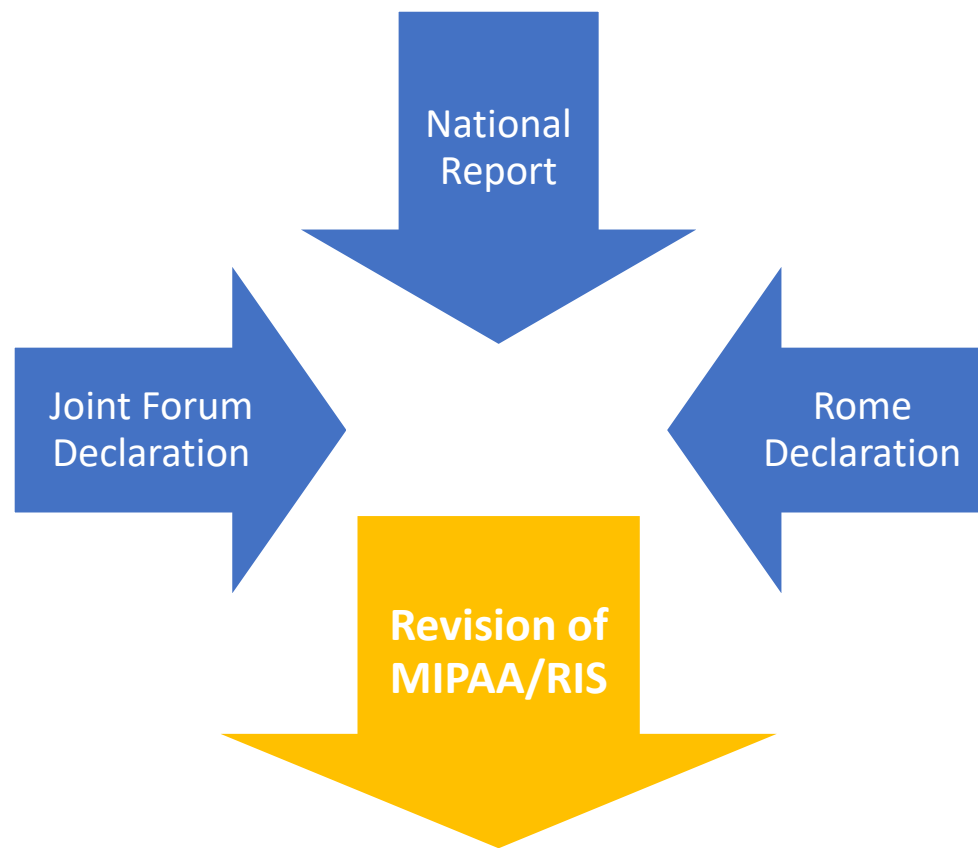 National
Report
Joint Forum
Declaration
Rome
Declaration
Revision of
MIPAA/RIS